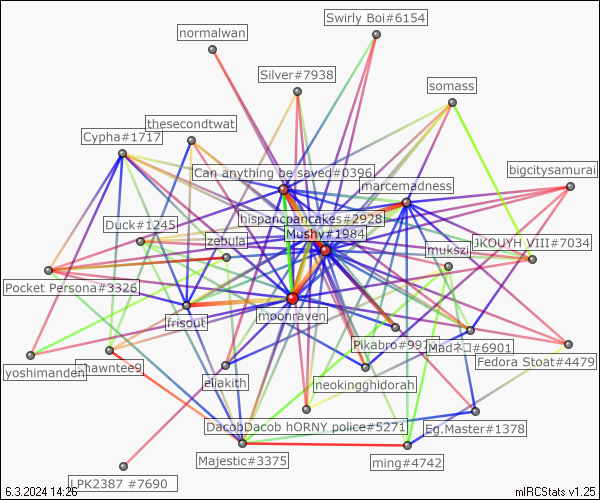 Swirly Boi#6154
normalwan
Silver#7938
somass
thesecondtwat
Cypha#1717
Can anything be saved#0396
bigcitysamurai
marcemadness
hispancpancakes#2928
Duck#1245
Mushy#1984
zebula
JKOUYH VIII#7034
mukszi
Pocket Persona#3326
moonraven
frisout
Pikabro#997
Madネコ#6901
Fedora Stoat#4479
yoshimanden
shawntee9
eliakith
neokingghidorah
DacobDacob hORNY police#5271
Eg.Master#1378
Majestic#3375
ming#4742
LPK2387 #7690
6.3.2024 14:26
mIRCStats v1.25